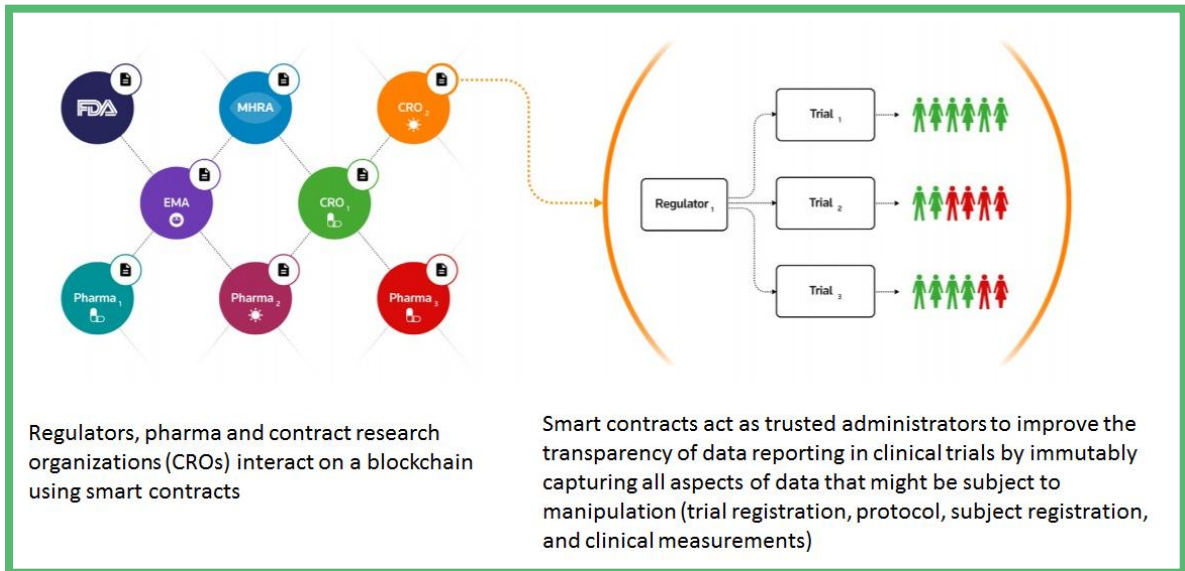 FDA
MHRA
CRO 2
EMA
CRO 1
Pharma 1
Pharma 2
Pharma 3
Regulator 1
Trial 1
Trial 2
Trial 3
Regulators, pharma and contract research
organizations (CROs) interact on a blockchain
using smart contracts
Smart contracts act as trusted administrators to improve the
transparency of data reporting in clinical trials by immutably
capturing all aspects of data that might be subject to
manipulation (trial registration, protocol, subject registration,
and clinical measurements)